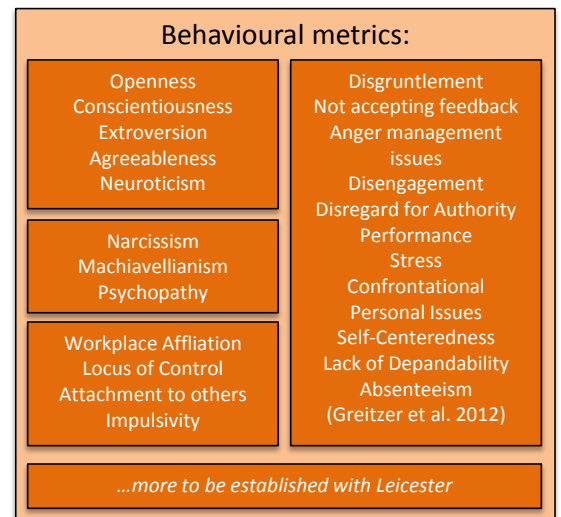 Behavioural metrics:
Openness
Conscientiousness
Extroversion
Agreeableness
Neuroticism
Narcissism
Machiavellianism
Psychopathy
Workplace Affliation
Locus of Control
Attachment to others
Impulsivity
Disgruntlement
Not accepting feedback
Anger management
issues
Disengagement
Disregard for Authority
Performance
Stress
Confrontational
Personal Issues
Self-Centeredness
Lack of Depandability
Absenteeism
(Greitzer et al. 2012)
…more to be established with Leicester